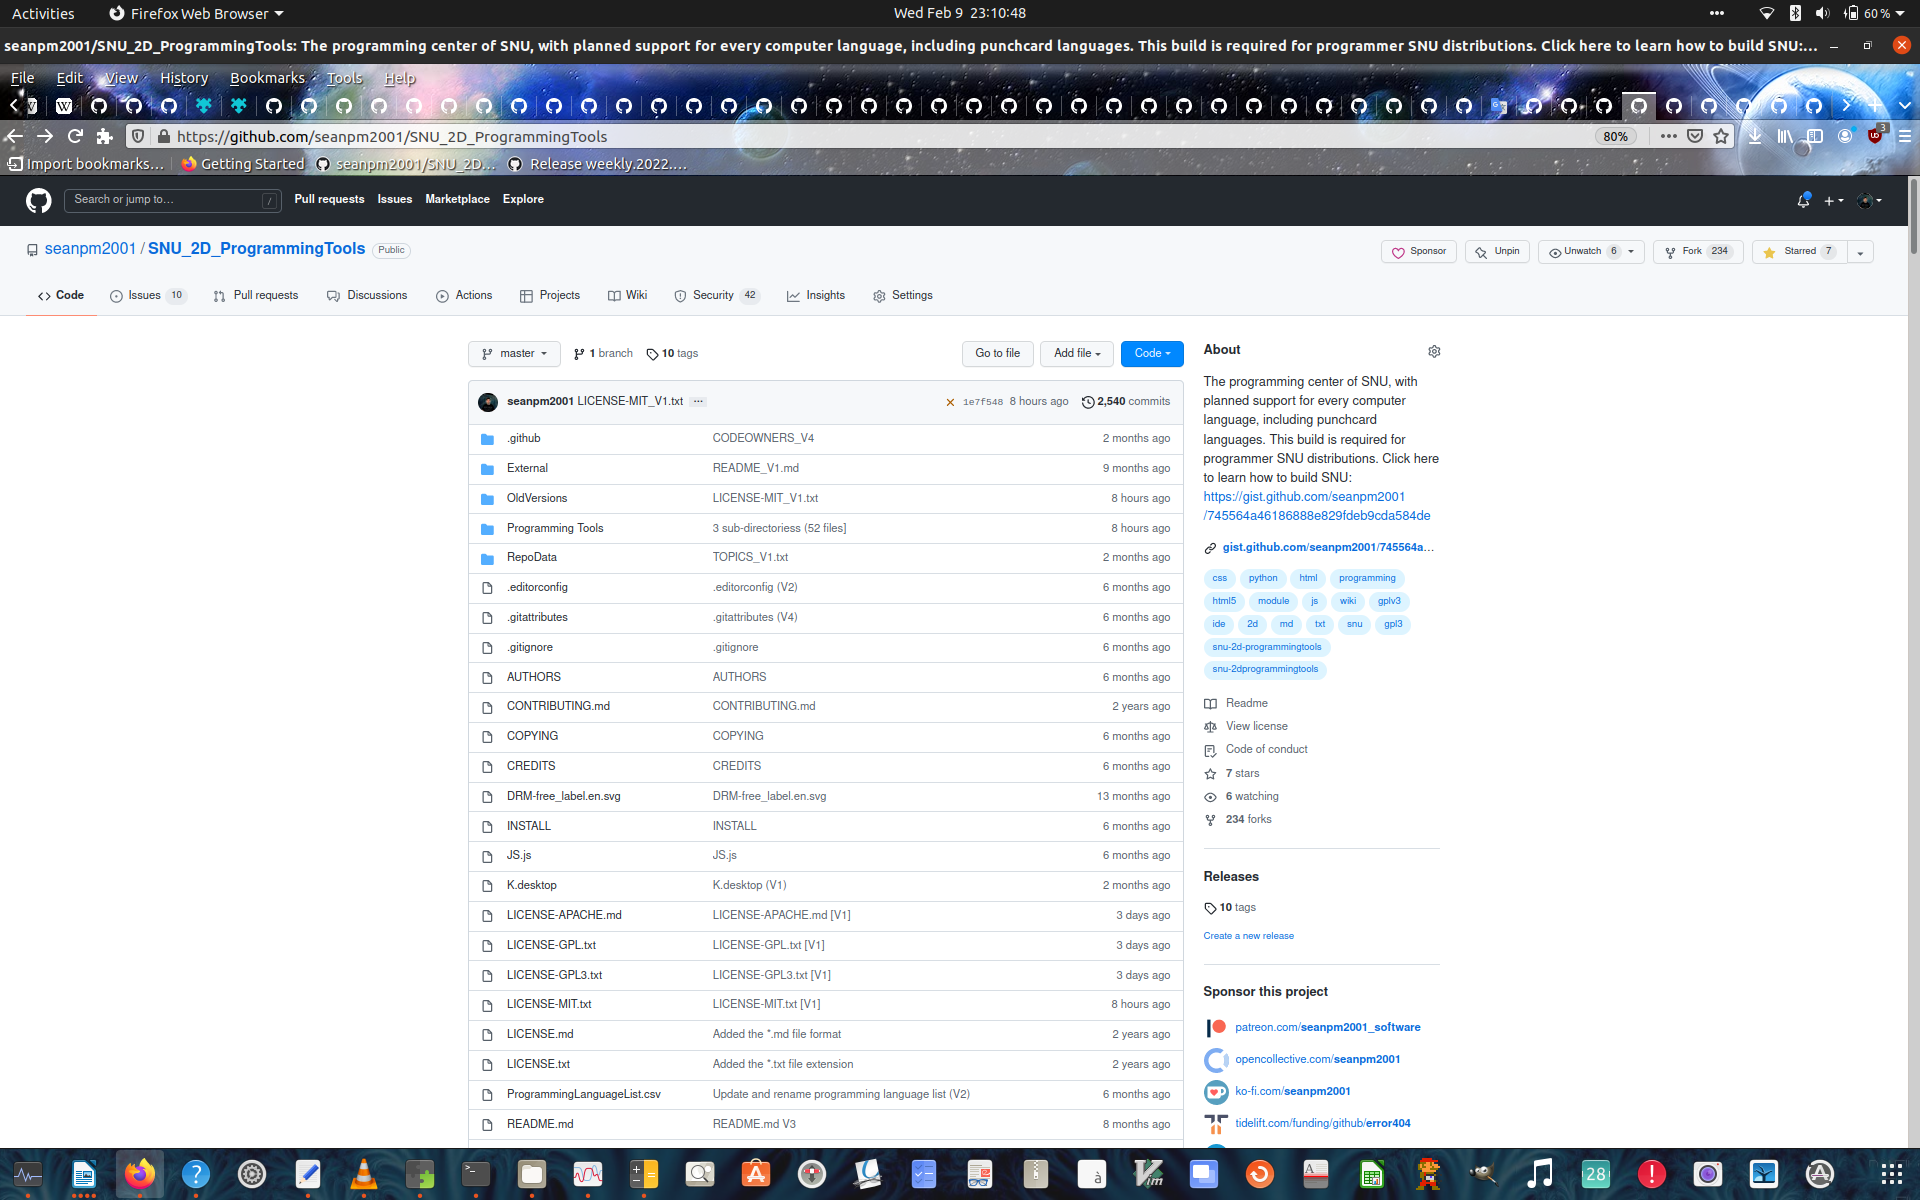 Activities Firefox Web Browser Wed Feb 9 23:10:48 60 %
seanpm2001/SNU_2D_ProgrammingTools: The programming center of SNU, with planned support for every computer language, including punchcard languages. This build is required for programmer SNU distributions. Click here to learn how to build SNU:...
File Edit View History Bookmarks Tools Help
https://github.com/seanpm2001/SNU_2D_ProgrammingTools 80% 3
Import bookmarks... Getting Started seanpm2001/SNU_2D... Release weekly.2022....
Search or jump to... / Pull requests Issues Marketplace Explore
seanpm2001 / SNU_2D_ProgrammingTools Public Sponsor Unpin Unwatch 6 Fork 234 Starred 7
Code Issues 10 Pull requests Discussions Actions Projects Wiki Security 42 Insights Settings
master 1 branch 10 tags Go to file Add file Code
seanpm2001 LICENSE-MIT_V1.txt ... 1e7f548 8 hours ago 2,540 commits
.github CODEOWNERS_V4 2 months ago
External README_V1.md 9 months ago
OldVersions LICENSE-MIT_V1.txt 8 hours ago
Programming Tools 3 sub-directoriess (52 files] 8 hours ago
RepoData TOPICS_V1.txt 2 months ago
.editorconfig .editorconfig (V2) 6 months ago
.gitattributes .gitattributes (V4) 6 months ago
.gitignore .gitignore 6 months ago
AUTHORS AUTHORS 6 months ago
CONTRIBUTING.md CONTRIBUTING.md 2 years ago
COPYING COPYING 6 months ago
CREDITS CREDITS 6 months ago
DRM-free_label.en.svg DRM-free_label.en.svg 13 months ago
INSTALL INSTALL 6 months ago
JS.js JS.js 6 months ago
K.desktop K.desktop (V1) 2 months ago
LICENSE-APACHE.md LICENSE-APACHE.md [V1] 3 days ago
LICENSE-GPL.txt LICENSE-GPL.txt [V1] 3 days ago
LICENSE-GPL3.txt LICENSE-GPL3.txt [V1] 3 days ago
LICENSE-MIT.txt LICENSE-MIT.txt [V1] 8 hours ago
LICENSE.md Added the *.md file format 2 years ago
LICENSE.txt Added the *.txt file extension 2 years ago
ProgrammingLanguageList.csv Update and rename programming language list (V2) 6 months ago
README.md README.md V3 8 months ago
About
The programming center of SNU, with
planned support for every computer
language, including punchcard
languages. This build is required for
programmer SNU distributions. Click here
to learn how to build SNU:
https://gist.github.com/seanpm2001
/745564a46186888e829fdeb9cda584de
gist.github.com/seanpm2001/745564a...
css python html programming
html5 module js wiki gplv3
ide 2d md txt snu gpl3
snu-2d-programmingtools
snu-2dprogrammingtools
Readme
View license
Code of conduct
7 stars
6 watching
234 forks
Releases
10 tags
Create a new release
Sponsor this project
patreon.com/seanpm2001_software
opencollective.com/seanpm2001
ko-fi.com/seanpm2001
tidelift.com/funding/github/error404
28